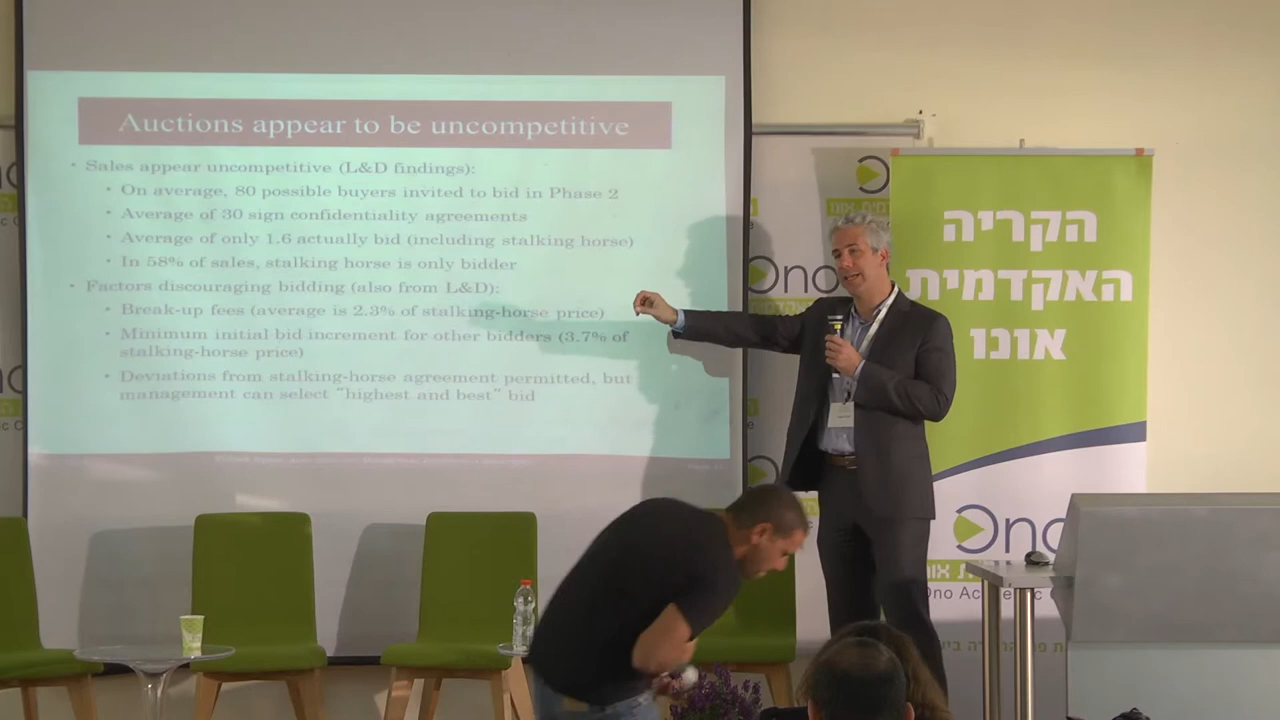 Auctions appear to be uncompetitive
• Sales appear uncompetitive (L&D findings):
• On average, 80 possible buyers invited to bid in Phase 2
• Average of 30 sign confidentiality agreements
• Average of only 1.6 actually bid (including stalking horse)
• In 58% of sales, stalking horse is only bidder
• Factors discouraging bidding (also from L&D):
• Break-up fees (average is 2.3% of stalking-horse price)
• Minimum initial bid increment for other bidders (3.7% of
stalking-horse price)
• Deviations from stalking-horse agreement permitted, but
management can select "highest and best" bid
Ono
הקריה
האקדמית
אונו
Ono
Ono Academic